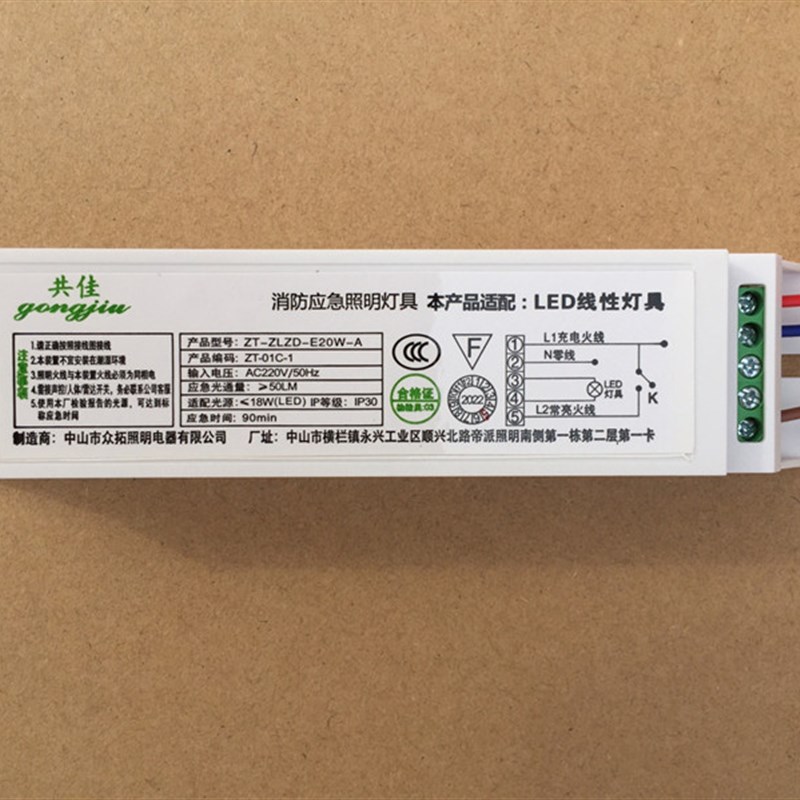 共佳
gongjiu
消防应急照明灯具 本产品适配：LED线性灯具
注意事项
1.请正确按照接线图接线
2.本装置不宜安装在潮湿环境
3.照明火线与本装置火线必须为同相电
4.需接声控/人体/雷达开关，务必联系公司客服
5.使用本厂检验报告的光源，可达到标
称应急时间
产品型号：ZT-ZLZD-E20W-A
产品编码：ZT-01C-1
输入电压：AC220V/50Hz
应急光通量：≥50LM
适配光源：≤18W(LED) IP等级：IP30
应急时间：90min
CCC
F
合格证
检验员:03
2022
1 L1充电火线
2 N零线
3
4 LED
灯具
5 L2常亮火线
K
制造商：中山市众拓照明电器有限公司 厂址：中山市横栏镇永兴工业区顺兴北路帝派照明南侧第一栋第二层第一卡